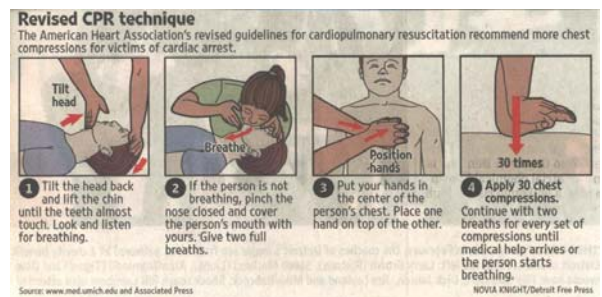 Revised CPR technique
The American Heart Association's revised guidelines for cardiopulmonary resuscitation recommend more chest
compressions for victims of cardiac arrest.
Tilt
head
Breathe
Position
hands
30 times
1 Tilt the head back
and lift the chin
until the teeth almost
touch. Look and listen
for breathing.
2 If the person is not
breathing, pinch the
nose closed and cover
the person's mouth with
yours. Give two full
breaths.
3 Put your hands in
the center of the
person's chest. Place one
hand on top of the other.
4 Apply 30 chest
compressions.
Continue with two
breaths for every set of
compressions until
medical help arrives or
the person starts
breathing.
Source: www.med.umich.edu and Associated Press
NOVIA KNIGHT/Detroit Free Press